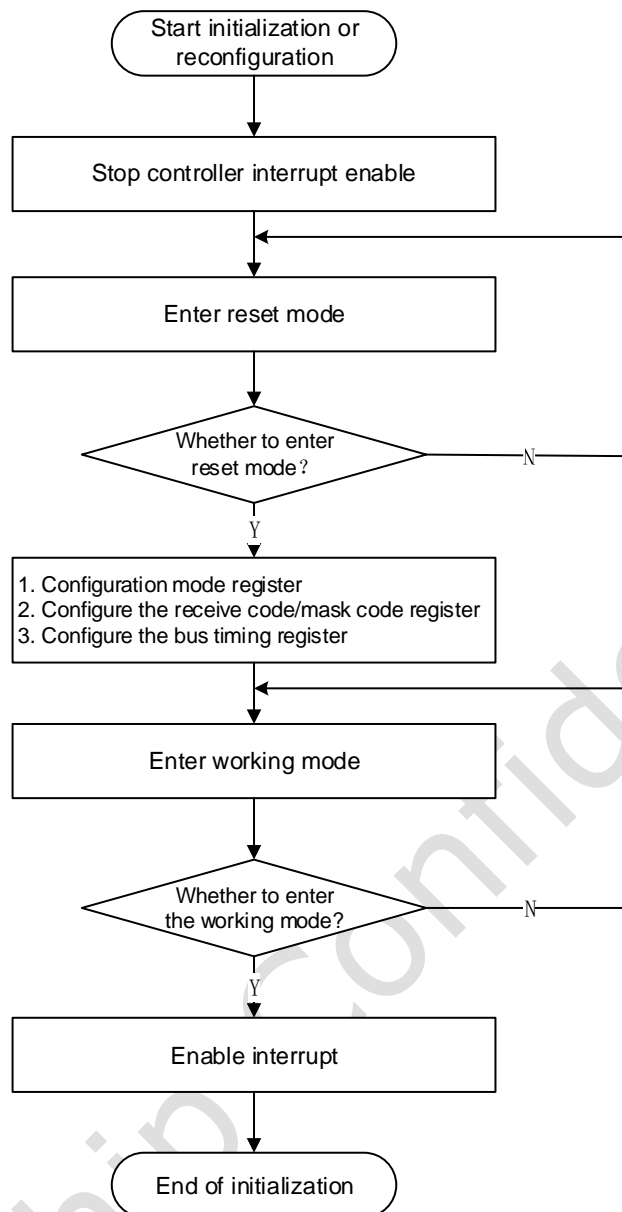 Start initialization or
reconfiguration
Stop controller interrupt enable
Enter reset mode
Whether to enter
reset mode？
N
Y
1. Configuration mode register
2. Configure the receive code/mask code register
3. Configure the bus timing register
Enter working mode
Whether to enter
the working mode?
N
Y
Enable interrupt
End of initialization